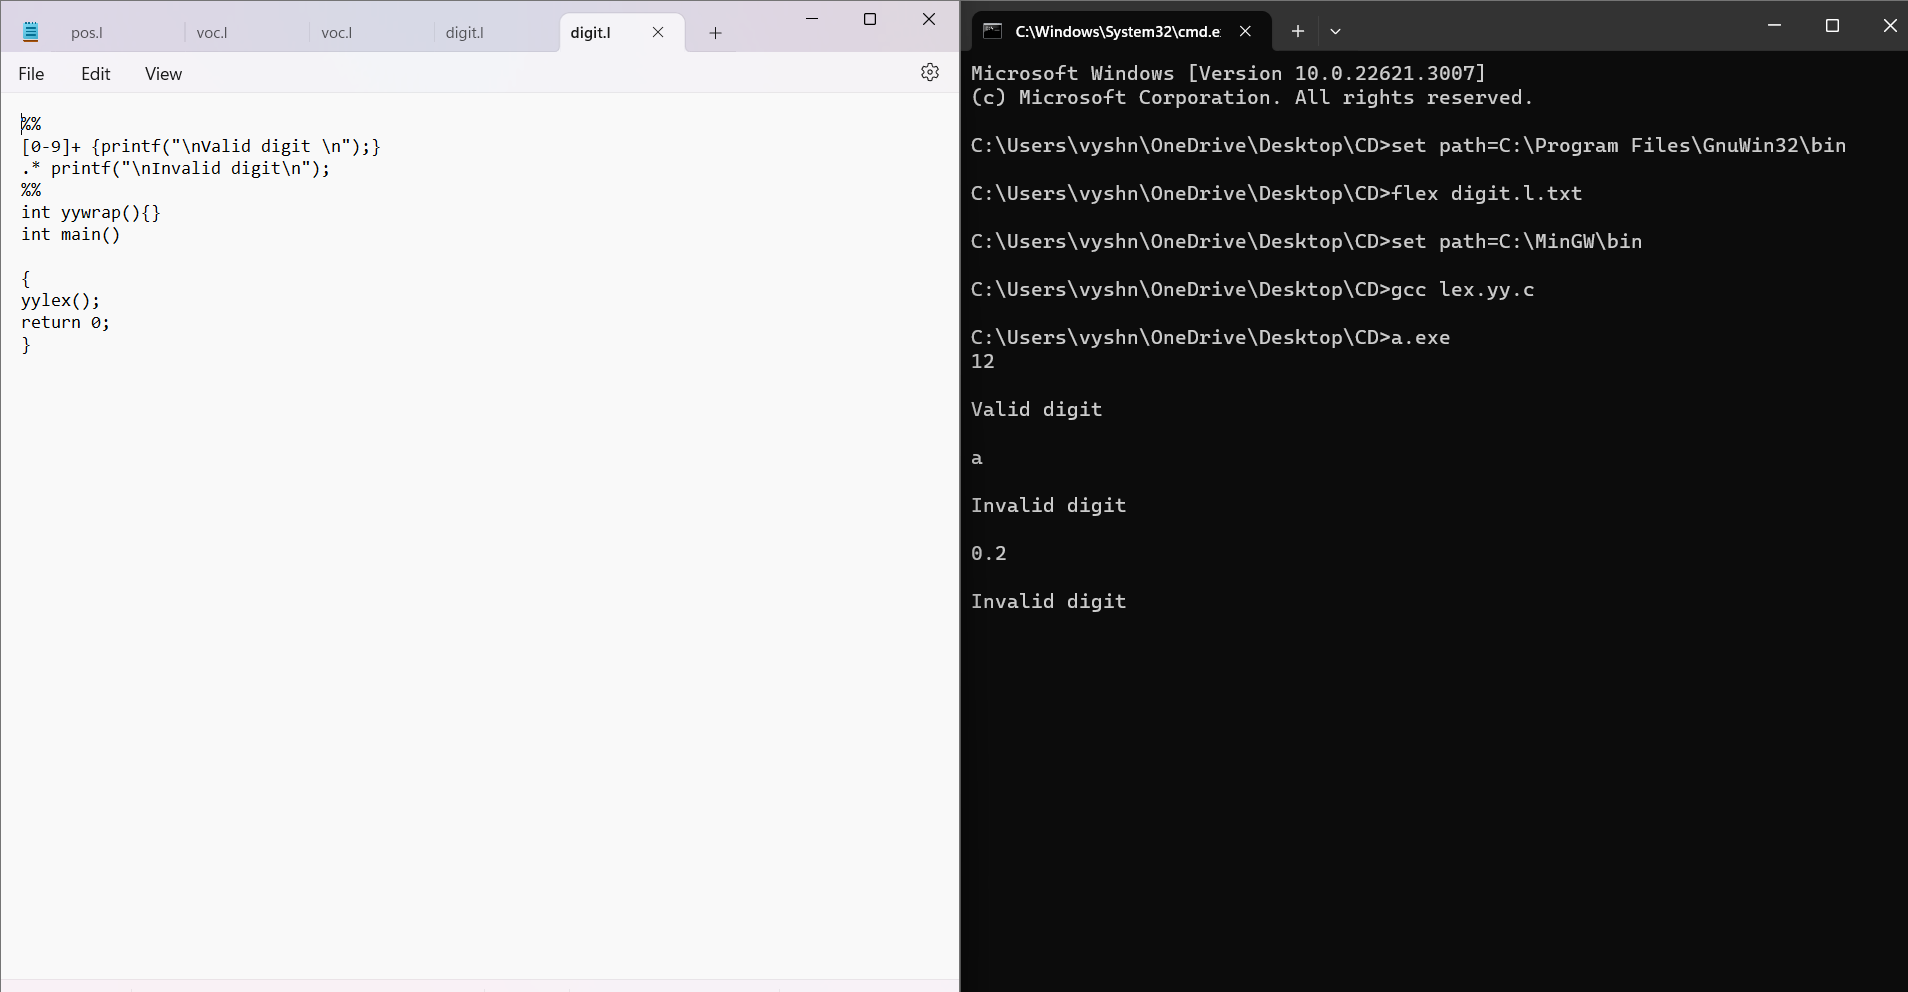 pos.l voc.l voc.l digit.l digit.l
File Edit View
%%
[0-9]+ {printf("\nValid digit \n");}
.* printf("\nInvalid digit\n");
%%
int yywrap(){}
int main()
{
yylex();
return 0;
}
C:\Windows\System32\cmd.e
Microsoft Windows [Version 10.0.22621.3007]
(c) Microsoft Corporation. All rights reserved.
C:\Users\vyshn\OneDrive\Desktop\CD>set path=C:\Program Files\GnuWin32\bin
C:\Users\vyshn\OneDrive\Desktop\CD>flex digit.l.txt
C:\Users\vyshn\OneDrive\Desktop\CD>set path=C:\MinGW\bin
C:\Users\vyshn\OneDrive\Desktop\CD>gcc lex.yy.c
C:\Users\vyshn\OneDrive\Desktop\CD>a.exe
12
Valid digit
a
Invalid digit
0.2
Invalid digit